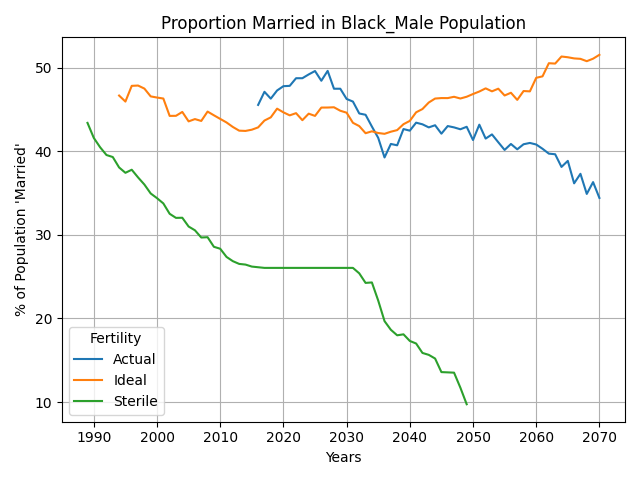 Proportion Married in Black_Male Population
% of Population 'Married'
50
40
30
20
10
Fertility
Actual
Ideal
Sterile
1990 2000 2010 2020 2030 2040 2050 2060 2070
Years